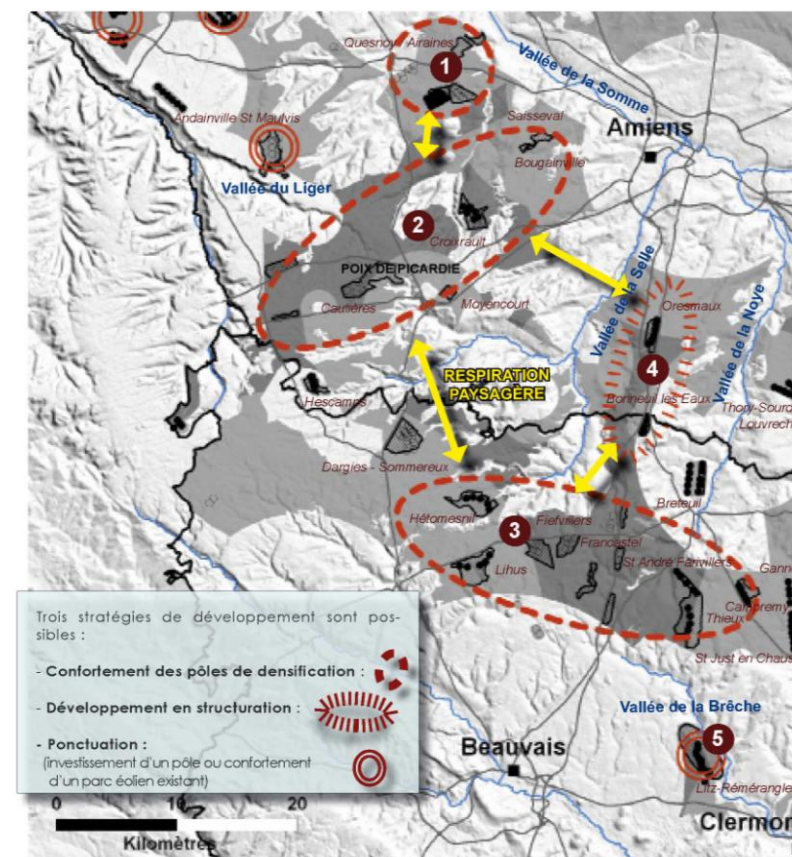 Quesnoy Airaines
1
Vallée de la Somme
Andainville St Maulvis
Saisseval
Amiens
Bougainville
Vallée du Liger
2
Croixrault
POIX DE PICARDIE
Cautières
Moyencourt
Vallée de la Selle
Oresmaux
Vallée de la Noye
4
RESPIRATION
PAYSAGÈRE
Hescamps
Bonneuil les Eaux
Thory-Sourd
Louvrech
Dargies - Sommereux
Breteuil
Hétomesnil
3
Fiefvillers
Francastel
Lihus
St André Farivillers
Ganne
Campremy
Thieux
St Just en Chaus
Trois stratégies de développement sont pos-
sibles :
- Confortement des pôles de densification :
- Développement en structuration :
- Ponctuation :
(investissement d'un pôle ou confortement
d'un parc éolien existant)
Vallée de la Brêche
5
Beauvais
Litz-Rémérangle
Clermon
0 10 20
Kilomètres